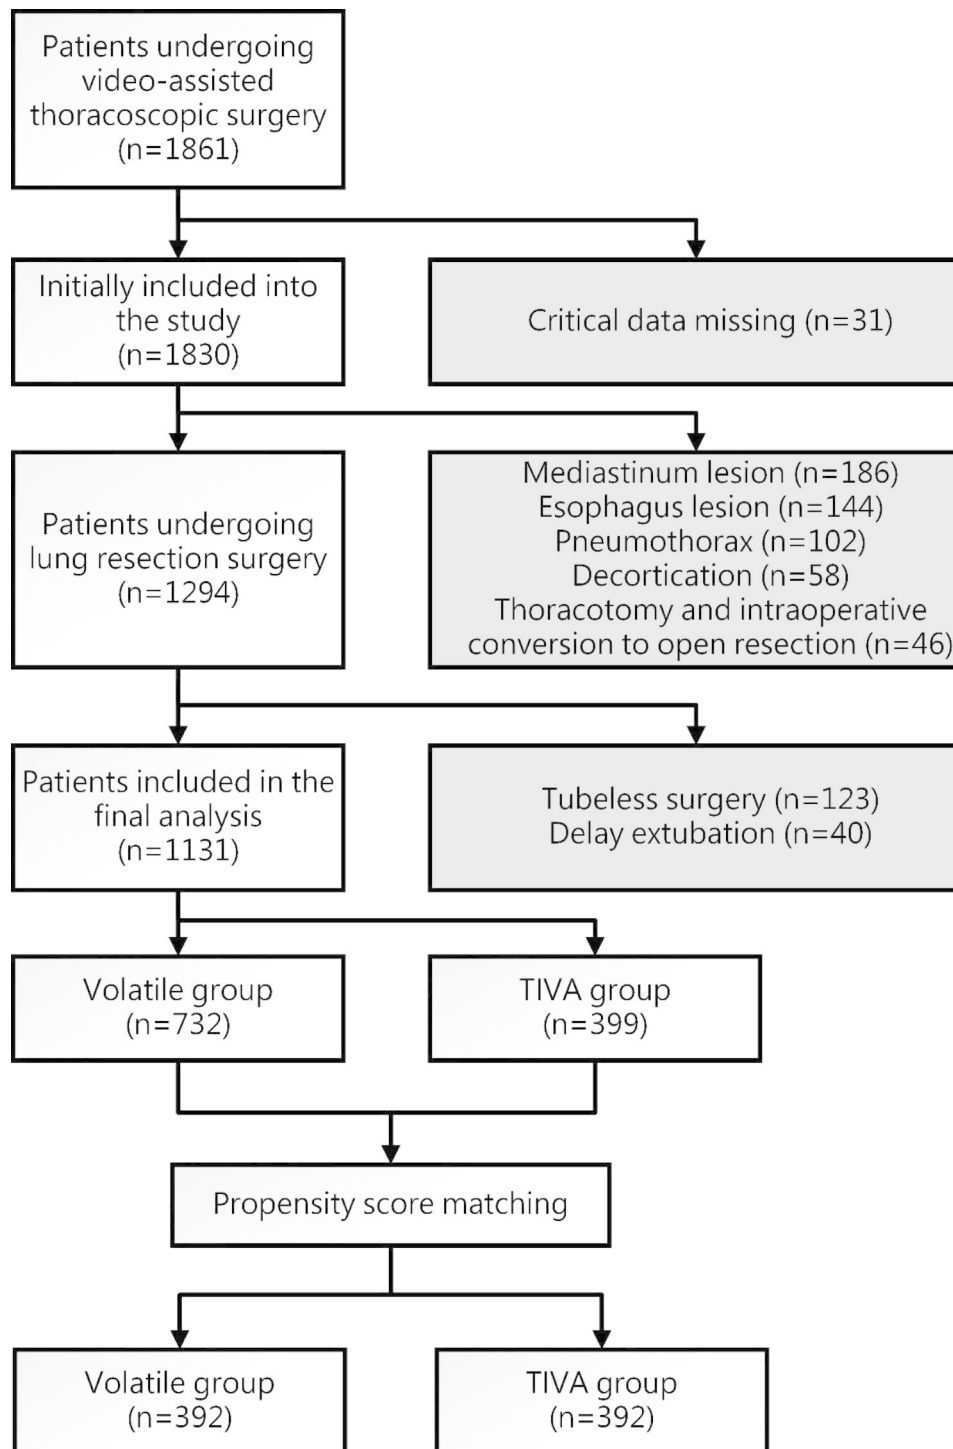 Patients undergoing
video-assisted
thoracoscopic surgery
(n=1861)
Initially included into
the study
(n=1830)
Critical data missing (n=31)
Patients undergoing
lung resection surgery
(n=1294)
Mediastinum lesion (n=186)
Esophagus lesion (n=144)
Pneumothorax (n=102)
Decortication (n=58)
Thoracotomy and intraoperative
conversion to open resection (n=46)
Patients included in the
final analysis
(n=1131)
Tubeless surgery (n=123)
Delay extubation (n=40)
Volatile group
(n=732)
TIVA group
(n=399)
Propensity score matching
Volatile group
(n=392)
TIVA group
(n=392)